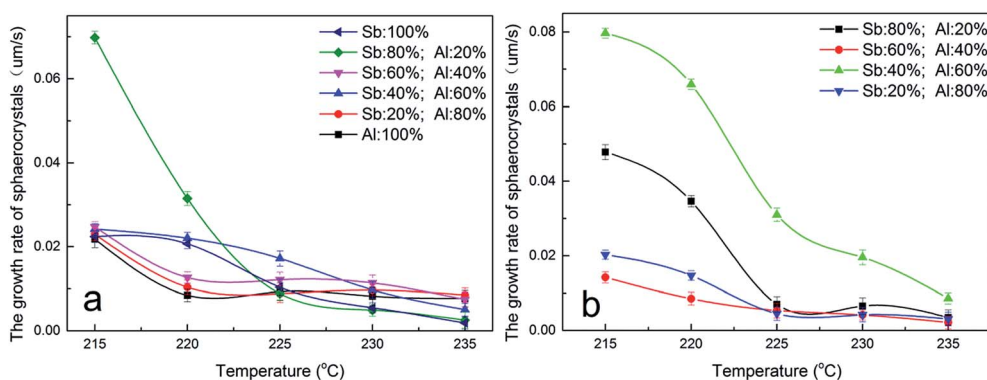 The growth rate of sphaerocrystals（um/s)
0.06
0.04
0.02
0.00
Sb:100%
Sb:80%; Al:20%
Sb:60%; Al:40%
Sb:40%; Al:60%
Sb:20%; Al:80%
Al:100%
a
215 220 225 230 235
Temperature (°C)
The growth rate of sphaerocrystals（um/s)
0.08
0.06
0.04
0.02
0.00
Sb:80%; Al:20%
Sb:60%; Al:40%
Sb:40%; Al:60%
Sb:20%; Al:80%
b
215 220 225 230 235
Temperature (°C)